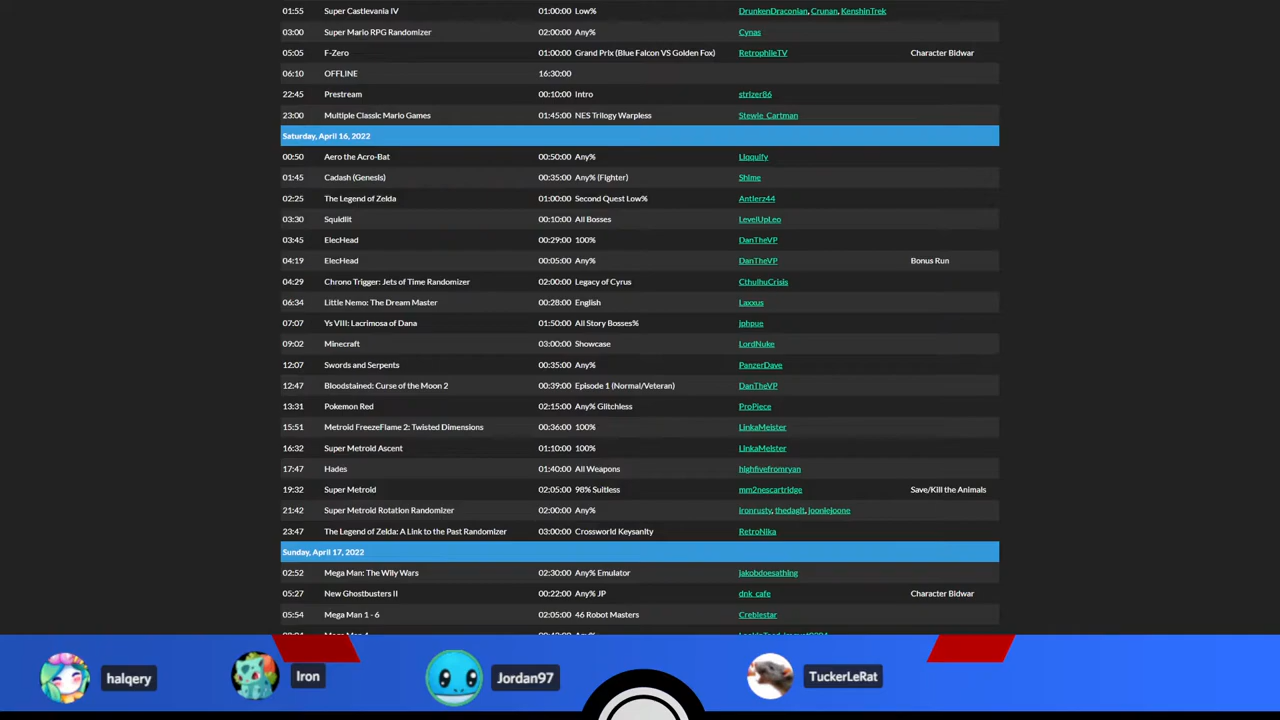 01:55 Super Castlevania IV 01:00:00 Low% DrunkenDraconian, Crunan, KenshinTrek
03:00 Super Mario RPG Randomizer 02:00:00 Any% Cynas
05:05 F-Zero 01:00:00 Grand Prix (Blue Falcon VS Golden Fox) RetrophileTV Character Bidwar
06:10 OFFLINE 16:30:00
22:45 Prestream 00:10:00 Intro strizer86
23:00 Multiple Classic Mario Games 01:45:00 NES Trilogy Warpless Stewie_Cartman
Saturday, April 16, 2022
00:50 Aero the Acro-Bat 00:50:00 Any% Liqquify
01:45 Cadash (Genesis) 00:35:00 Any% (Fighter) Shime
02:25 The Legend of Zelda 01:00:00 Second Quest Low% Antlerz44
03:30 Squidlit 00:10:00 All Bosses LevelUpLeo
03:45 ElecHead 00:29:00 100% DanTheVP
04:19 ElecHead 00:05:00 Any% DanTheVP Bonus Run
04:29 Chrono Trigger: Jets of Time Randomizer 02:00:00 Legacy of Cyrus CthulhuCrisis
06:34 Little Nemo: The Dream Master 00:28:00 English Laxxus
07:07 Ys VIII: Lacrimosa of Dana 01:50:00 All Story Bosses% jphpue
09:02 Minecraft 03:00:00 Showcase LordNuke
12:07 Swords and Serpents 00:35:00 Any% PanzerDave
12:47 Bloodstained: Curse of the Moon 2 00:39:00 Episode 1 (Normal/Veteran) DanTheVP
13:31 Pokemon Red 02:15:00 Any% Glitchless ProPiece
15:51 Metroid FreezeFlame 2: Twisted Dimensions 00:36:00 100% LinkaMeister
16:32 Super Metroid Ascent 01:10:00 100% LinkaMeister
17:47 Hades 01:40:00 All Weapons highfivefromryan
19:32 Super Metroid 02:05:00 98% Suitless mm2nescartridge Save/Kill the Animals
21:42 Super Metroid Rotation Randomizer 02:00:00 Any% ironrusty, thedagit, jooniejoone
23:47 The Legend of Zelda: A Link to the Past Randomizer 03:00:00 Crossworld Keysanity RetroNika
Sunday, April 17, 2022
02:52 Mega Man: The Wily Wars 02:30:00 Any% Emulator jakobdoesathing
05:27 New Ghostbusters II 00:22:00 Any% JP dnk_cafe Character Bidwar
05:54 Mega Man 1 - 6 02:05:00 46 Robot Masters Creblestar
halqery Iron Jordan97 TuckerLeRat